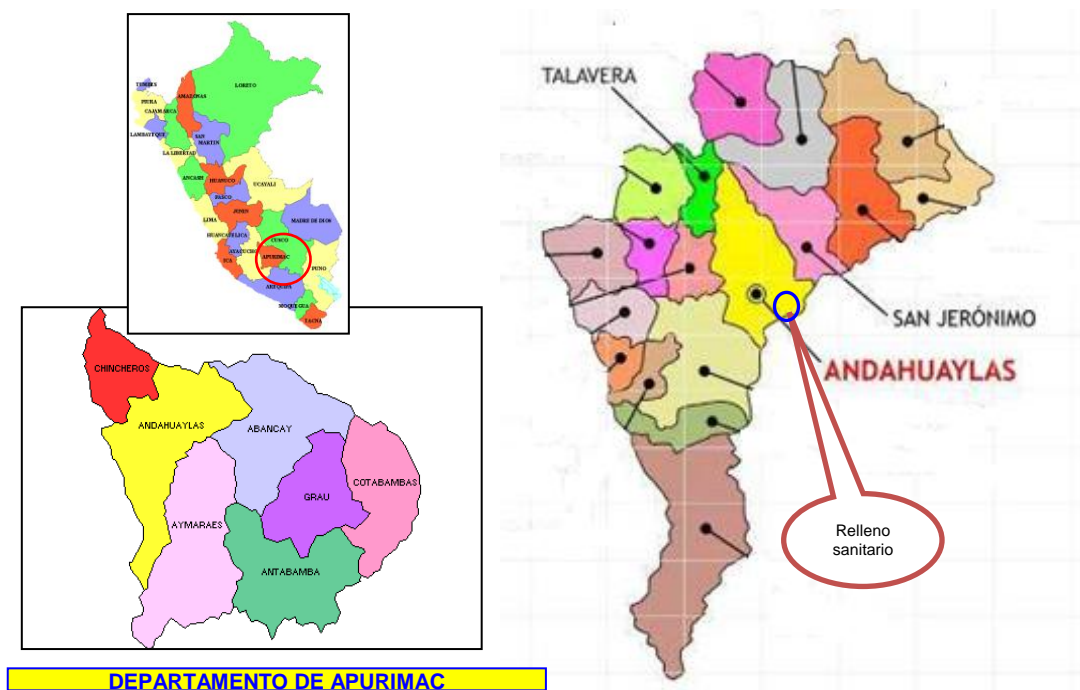 TUMBES
PIURA
AMAZONAS
LORETO
CAJAMARCA
LAMBAYEQUE
SAN
MARTIN
LA LIBERTAD
ANCASH
HUANUCO
UCAYALI
PASCO
LIMA
JUNIN
MADRE DE DIOS
HUANCAVELICA
CUSCO
AYACUCHO
APURIMAC
ICA
PUNO
AREQUIPA
MOQUEGUA
TACNA
CHINCHEROS
ANDAHUAYLAS
ABANCAY
COTABAMBAS
GRAU
AYMARAES
ANTABAMBA
DEPARTAMENTO DE APURIMAC
TALAVERA
SAN JERÓNIMO
ANDAHUAYLAS
Relleno
sanitario